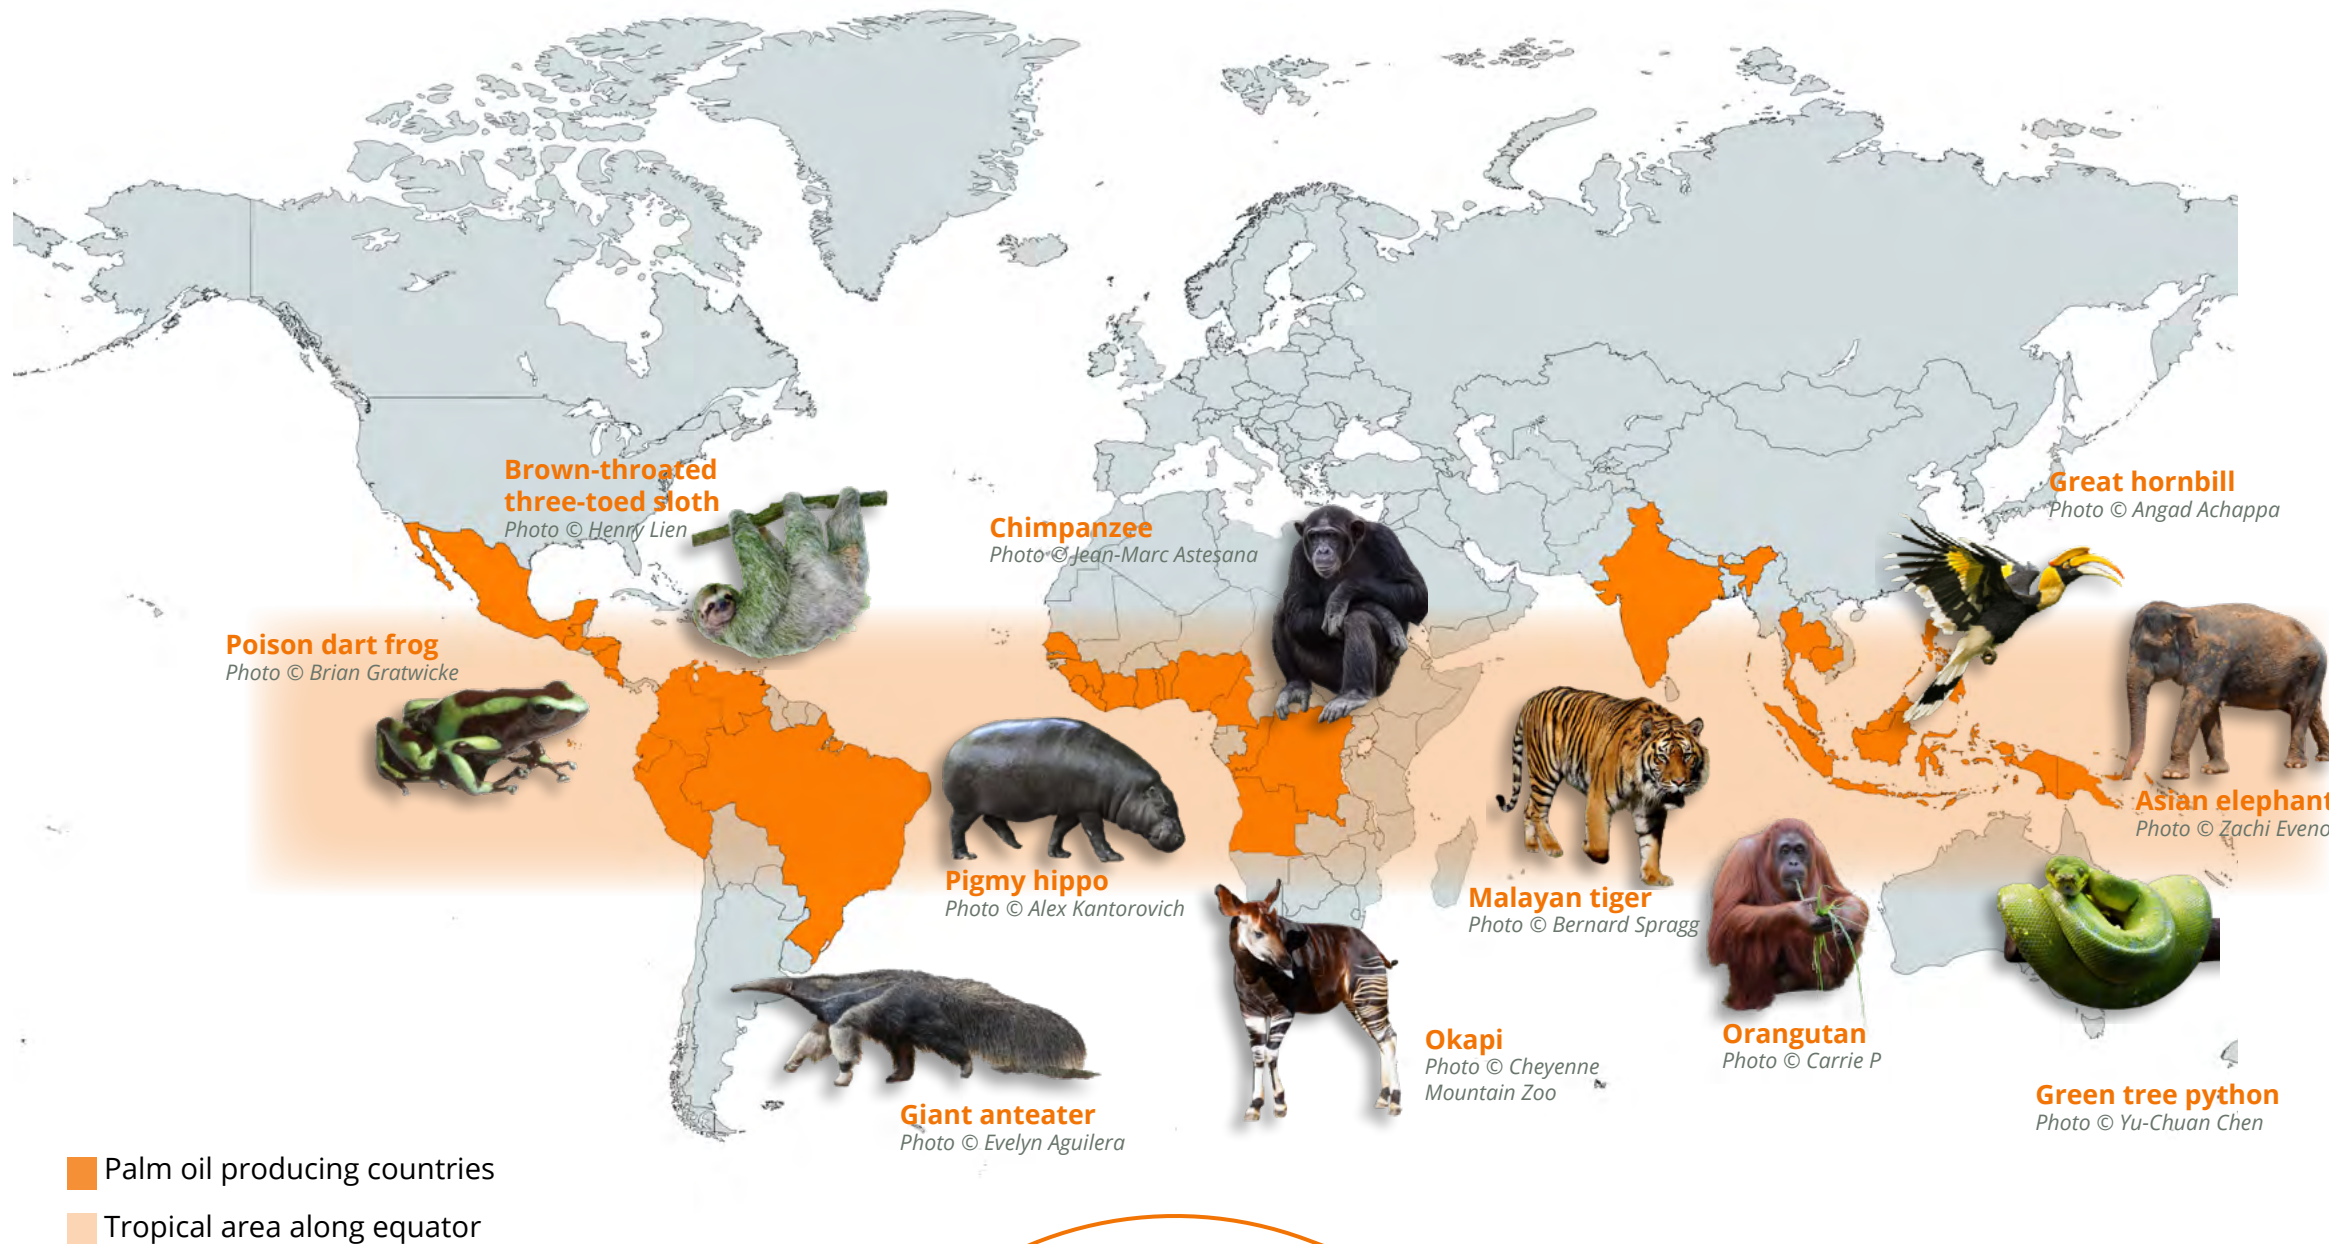 Brown-throated
three-toed sloth
Photo © Henry Lien
Chimpanzee
Photo © Jean-Marc Astesana
Great hornbill
Photo © Angad Achappa
Poison dart frog
Photo © Brian Gratwicke
Asian elephant
Photo © Zachi Eveno
Pigmy hippo
Photo © Alex Kantorovich
Malayan tiger
Photo © Bernard Spragg
Okapi
Photo © Cheyenne
Mountain Zoo
Orangutan
Photo © Carrie P
Green tree python
Photo © Yu-Chuan Chen
Giant anteater
Photo © Evelyn Aguilera
Palm oil producing countries
Tropical area along equator